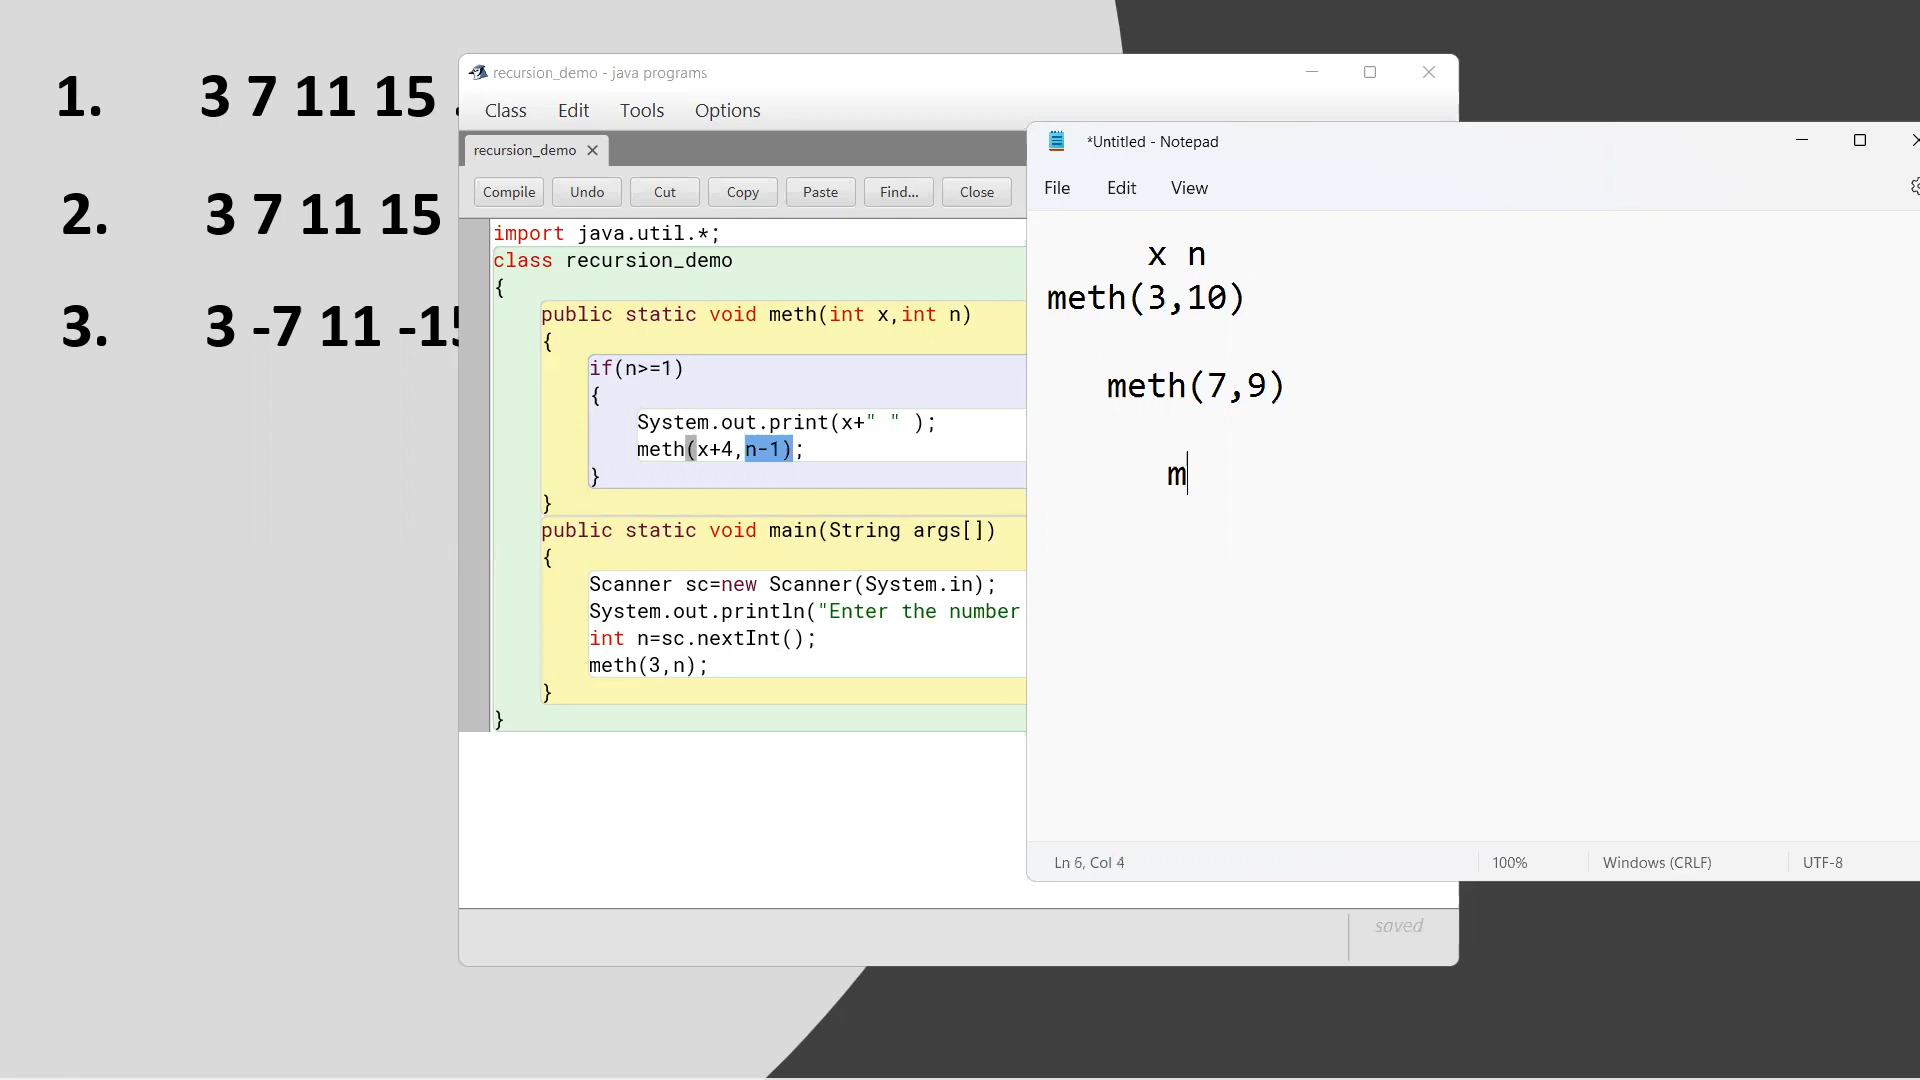 1. 3 7 11 15
2. 3 7 11 15
3. 3 -7 11 -15
recursion_demo - java programs
Class Edit Tools Options
recursion_demo
Compile Undo Cut Copy Paste Find... Close
import java.util.*;
class recursion_demo
{
public static void meth(int x,int n)
{
if(n>=1)
{
System.out.print(x+" " );
meth(x+4,n-1);
}
}
public static void main(String args[])
{
Scanner sc=new Scanner(System.in);
System.out.println("Enter the number
int n=sc.nextInt();
meth(3,n);
}
}
saved
*Untitled - Notepad
File Edit View
x n
meth(3,10)
meth(7,9)
m
Ln 6, Col 4 100% Windows (CRLF) UTF-8